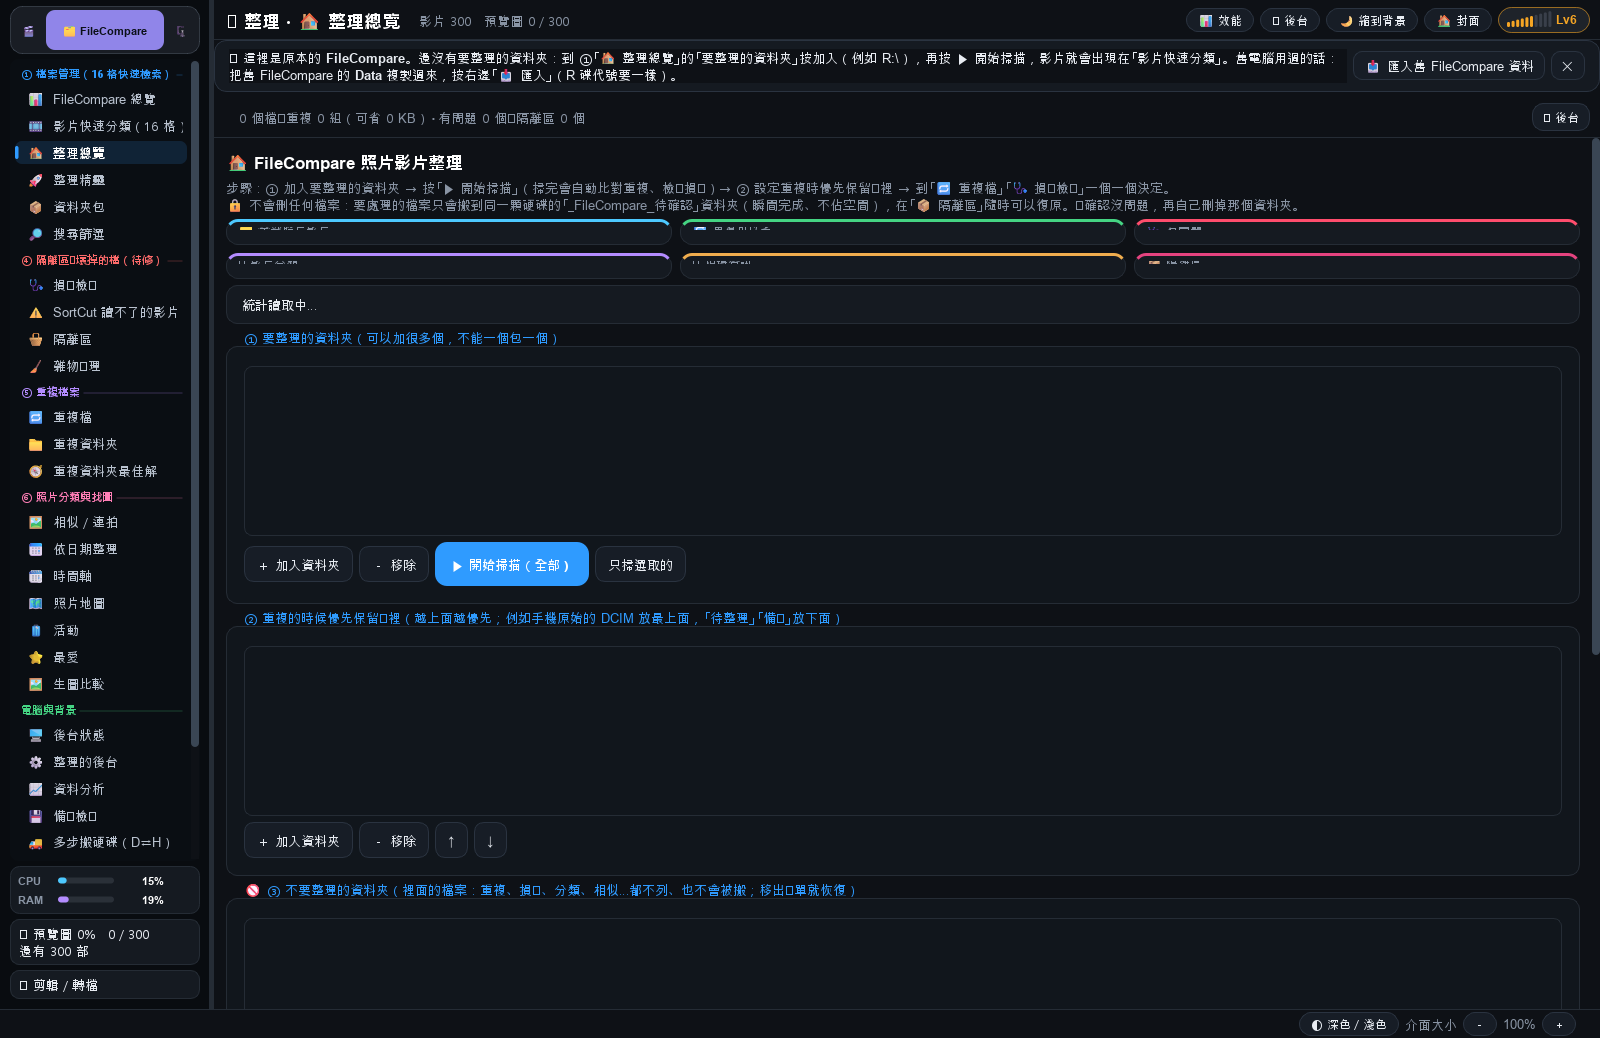 FileCompare
① 檔案管理（16 格快速檢索）
FileCompare 總覽
影片快速分類（16 格）
整理總覽
整理精靈
資料夾包
搜尋篩選
④ 隔離區 壞掉的檔（待修）
損 檢
SortCut 讀不了的影片
隔離區
雜物 理
⑤ 重複檔案
重複檔
重複資料夾
重複資料夾最佳解
⑥ 照片分類與找圖
相似 / 連拍
依日期整理
時間軸
照片地圖
活動
最愛
生圖比較
電腦與背景
後台狀態
整理的後台
資料分析
備 檢
多步搬硬碟（D⇌H）
CPU 15%
RAM 19%
預覽圖 0% 0 / 300
還有 300 部
剪輯 / 轉檔
整理 · 整理總覽 影片 300 預覽圖 0 / 300
效能 後台 縮到背景 封面 Lv6
這裡是原本的 FileCompare。還沒有要整理的資料夾：到 ①「整理總覽」的「要整理的資料夾」按加入（例如 R:\），再按 ▶ 開始掃描，影片就會出現在「影片快速分類」。舊電腦用過的話：
把舊 FileCompare 的 Data 複製過來，按右邊「匯入」（R 碟代號要一樣）。
匯入舊 FileCompare 資料 ×
0 個檔 重複 0 組（可省 0 KB）· 有問題 0 個 隔離區 0 個
後台
FileCompare 照片影片整理
步驟：① 加入要整理的資料夾 → 按「▶ 開始掃描」（掃完會自動比對重複、檢 損）→ ② 設定重複時優先保留 裡 → 到「重複檔」「損 檢」一個一個決定。
不會刪任何檔案：要處理的檔案只會搬到同一顆硬碟的「_FileCompare_待確認」資料夾（瞬間完成、不佔空間），在「隔離區」隨時可以復原。 確認沒問題，再自己刪掉那個資料夾。
統計讀取中...
① 要整理的資料夾（可以加很多個，不能一個包一個）
+ 加入資料夾 - 移除 ▶ 開始掃描（全部） 只掃選取的
② 重複的時候優先保留 裡（越上面越優先；例如手機原始的 DCIM 放最上面，「待整理」「備」放下面）
+ 加入資料夾 - 移除 ↑ ↓
③ 不要整理的資料夾（裡面的檔案：重複、損、分類、相似...都不列、也不會被搬；移出 單就恢復）
深色 / 淺色 介面大小 - 100% +